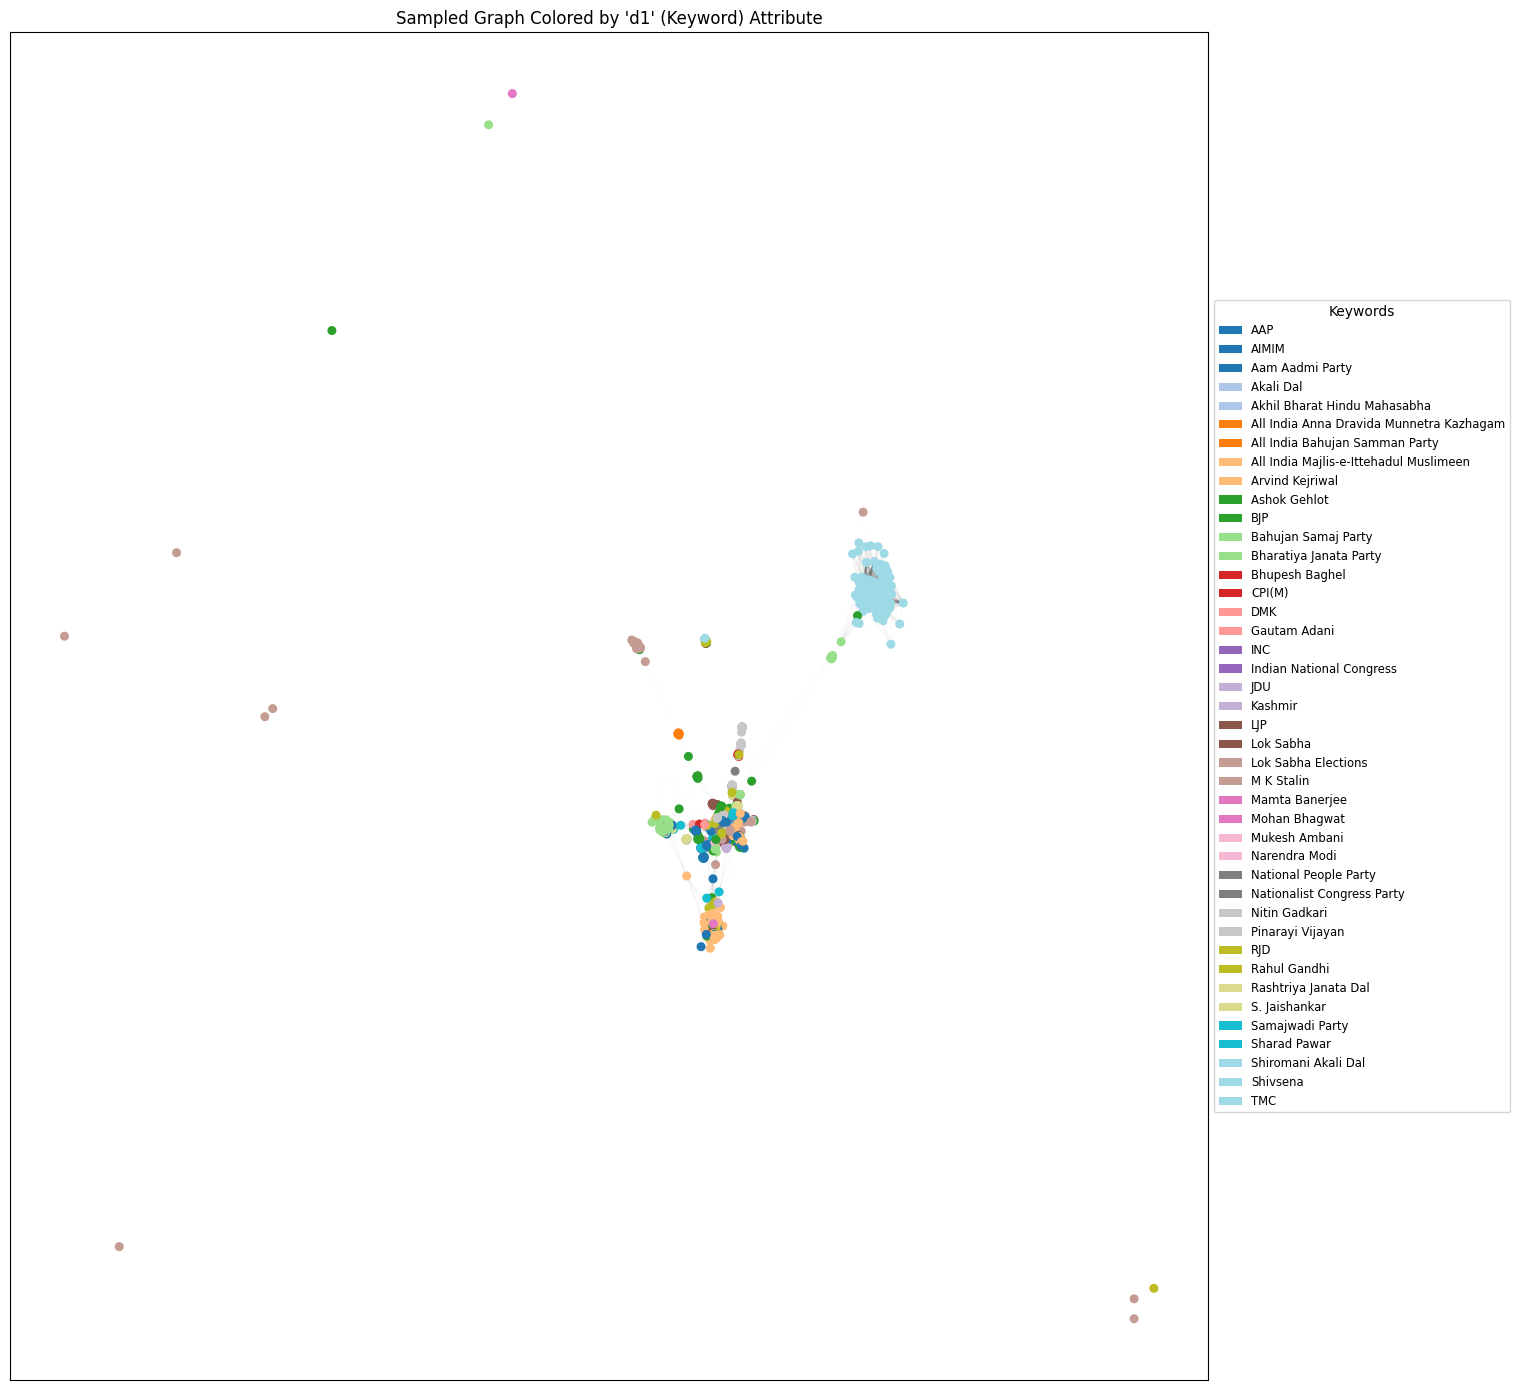 Sampled Graph Colored by 'd1' (Keyword) Attribute
Keywords
AAP
AIMIM
Aam Aadmi Party
Akali Dal
Akhil Bharat Hindu Mahasabha
All India Anna Dravida Munnetra Kazhagam
All India Bahujan Samman Party
All India Majlis-e-Ittehadul Muslimeen
Arvind Kejriwal
Ashok Gehlot
BJP
Bahujan Samaj Party
Bharatiya Janata Party
Bhupesh Baghel
CPI(M)
DMK
Gautam Adani
INC
Indian National Congress
JDU
Kashmir
LJP
Lok Sabha
Lok Sabha Elections
M K Stalin
Mamta Banerjee
Mohan Bhagwat
Mukesh Ambani
Narendra Modi
National People Party
Nationalist Congress Party
Nitin Gadkari
Pinarayi Vijayan
RJD
Rahul Gandhi
Rashtriya Janata Dal
S. Jaishankar
Samajwadi Party
Sharad Pawar
Shiromani Akali Dal
Shivsena
TMC